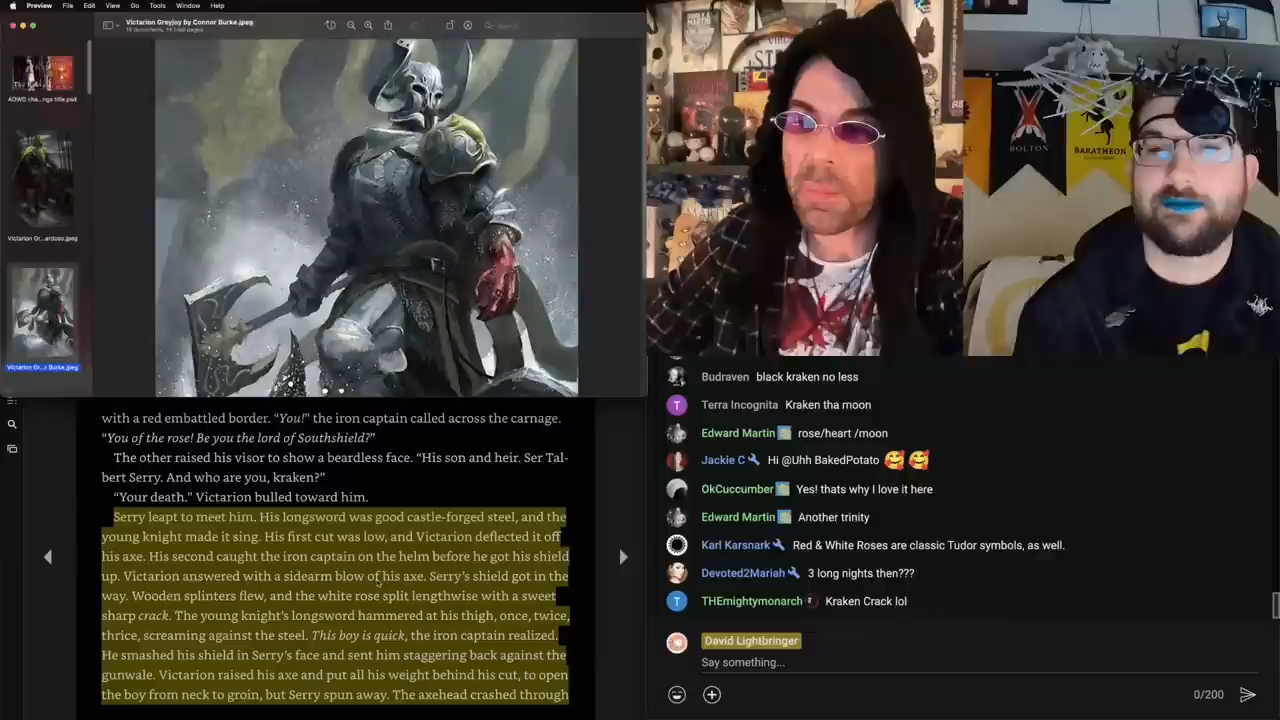 Preview File Edit View Go Tools Window Help
Victarion Greyjoy by Connor Burke.jpeg
ADWD cha...ngs title.psd
Victarion Gr...ardoso.jpeg
Victarion Gr...r Burke.jpeg
BOLTON
BARATHEON
with a red embattled border. “You!” the iron captain called across the carnage.
“You of the rose! Be you the lord of Southshield?”
The other raised his visor to show a beardless face. “His son and heir. Ser Tal-
bert Serry. And who are you, kraken?”
“Your death.” Victarion bulled toward him.
Serry leapt to meet him. His longsword was good castle-forged steel, and the
young knight made it sing. His first cut was low, and Victarion deflected it off
his axe. His second caught the iron captain on the helm before he got his shield
up. Victarion answered with a sidearm blow of his axe. Serry’s shield got in the
way. Wooden splinters flew, and the white rose split lengthwise with a sweet
sharp crack. The young knight’s longsword hammered at his thigh, once, twice,
thrice, screaming against the steel. This boy is quick, the iron captain realized.
He smashed his shield in Serry’s face and sent him staggering back against the
gunwale. Victarion raised his axe and put all his weight behind his cut, to open
the boy from neck to groin, but Serry spun away. The axehead crashed through
Budraven black kraken no less
T Terra Incognita Kraken tha moon
Edward Martin rose/heart /moon
Jackie C Hi @Uhh BakedPotato 🥰 🥰
OkCuccumber Yes! thats why I love it here
Edward Martin Another trinity
Karl Karsnark Red & White Roses are classic Tudor symbols, as well.
Devoted2Mariah 3 long nights then???
T THEmightymonarch Kraken Crack lol
David Lightbringer
Say something...
0/200